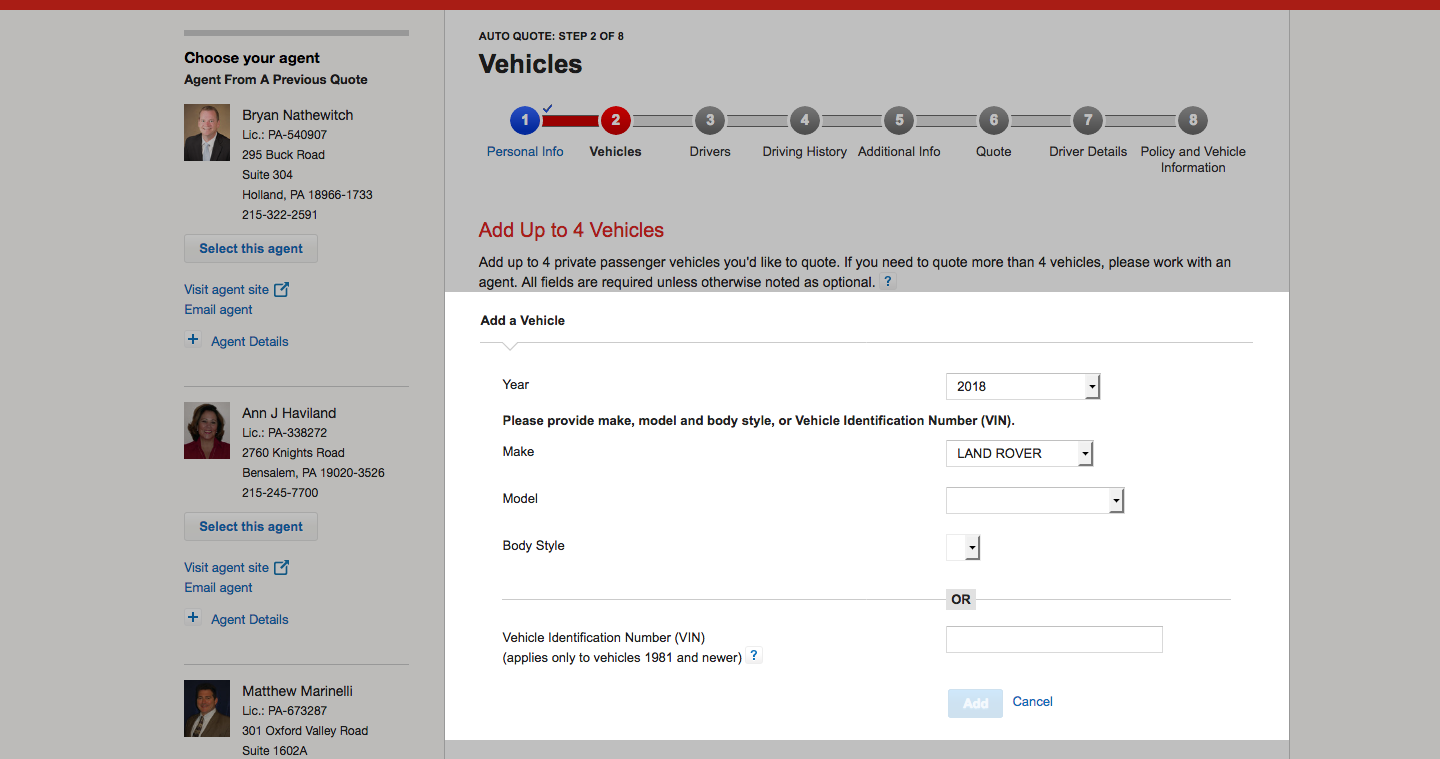 Choose your agent
Agent From A Previous Quote
Bryan Nathewitch
Lic.: PA-540907
295 Buck Road
Suite 304
Holland, PA 18966-1733
215-322-2591
Select this agent
Visit agent site
Email agent
+ Agent Details
Ann J Haviland
Lic.: PA-338272
2760 Knights Road
Bensalem, PA 19020-3526
215-245-7700
Select this agent
Visit agent site
Email agent
+ Agent Details
Matthew Marinelli
Lic.: PA-673287
301 Oxford Valley Road
Suite 1602A
AUTO QUOTE: STEP 2 OF 8
Vehicles
1 2 3 4 5 6 7 8
Personal Info Vehicles Drivers Driving History Additional Info Quote Driver Details Policy and Vehicle
Information
Add Up to 4 Vehicles
Add up to 4 private passenger vehicles you'd like to quote. If you need to quote more than 4 vehicles, please work with an
agent. All fields are required unless otherwise noted as optional. ?
Add a Vehicle
Year 2018
Please provide make, model and body style, or Vehicle Identification Number (VIN).
Make LAND ROVER
Model
Body Style
OR
Vehicle Identification Number (VIN)
(applies only to vehicles 1981 and newer) ?
Add Cancel